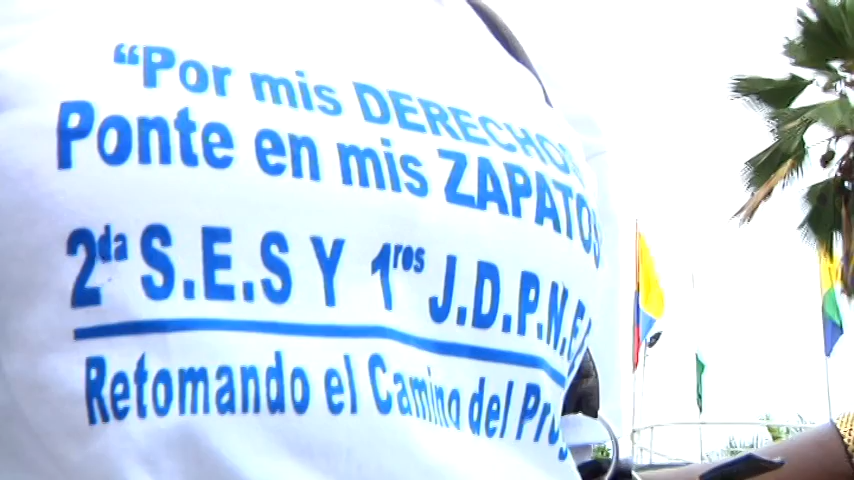 “Por mis DERECHOS
Ponte en mis ZAPATOS
2da S.E.S Y 1ros J.D.P.N.E
Retomando el Camino del